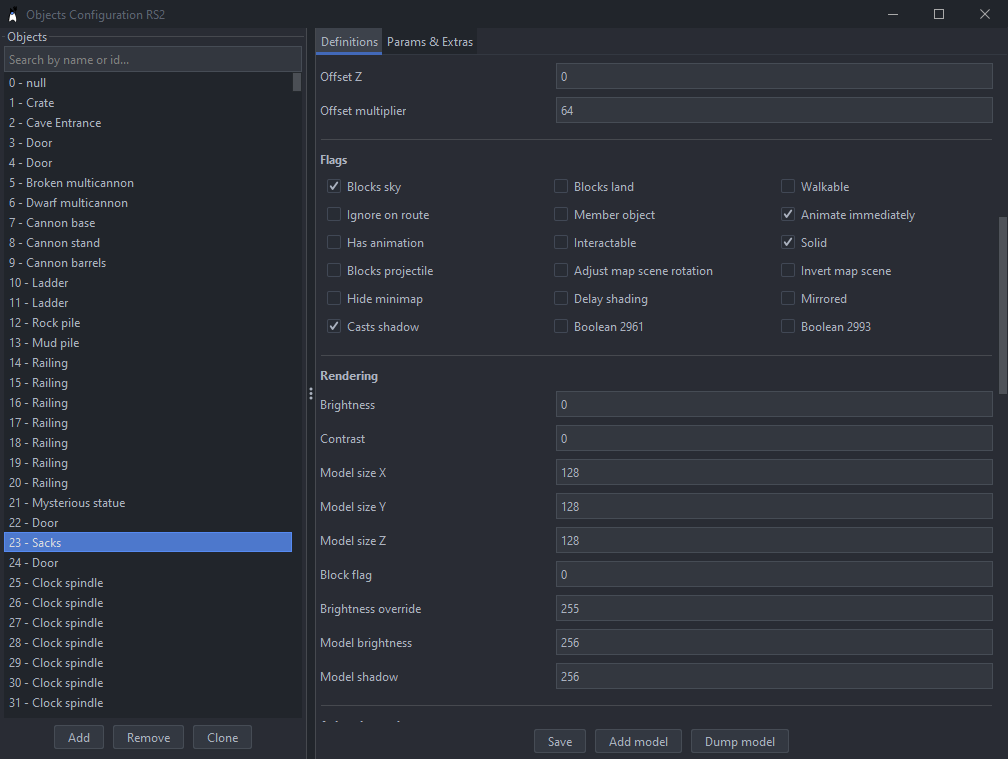 Objects Configuration RS2
Objects
Search by name or id...
0 - null
1 - Crate
2 - Cave Entrance
3 - Door
4 - Door
5 - Broken multicannon
6 - Dwarf multicannon
7 - Cannon base
8 - Cannon stand
9 - Cannon barrels
10 - Ladder
11 - Ladder
12 - Rock pile
13 - Mud pile
14 - Railing
15 - Railing
16 - Railing
17 - Railing
18 - Railing
19 - Railing
20 - Railing
21 - Mysterious statue
22 - Door
23 - Sacks
24 - Door
25 - Clock spindle
26 - Clock spindle
27 - Clock spindle
28 - Clock spindle
29 - Clock spindle
30 - Clock spindle
31 - Clock spindle
Add Remove Clone
Definitions Params & Extras
Offset Z 0
Offset multiplier 64
Flags
Blocks sky Blocks land Walkable
Ignore on route Member object Animate immediately
Has animation Interactable Solid
Blocks projectile Adjust map scene rotation Invert map scene
Hide minimap Delay shading Mirrored
Casts shadow Boolean 2961 Boolean 2993
Rendering
Brightness 0
Contrast 0
Model size X 128
Model size Y 128
Model size Z 128
Block flag 0
Brightness override 255
Model brightness 256
Model shadow 256
Save Add model Dump model